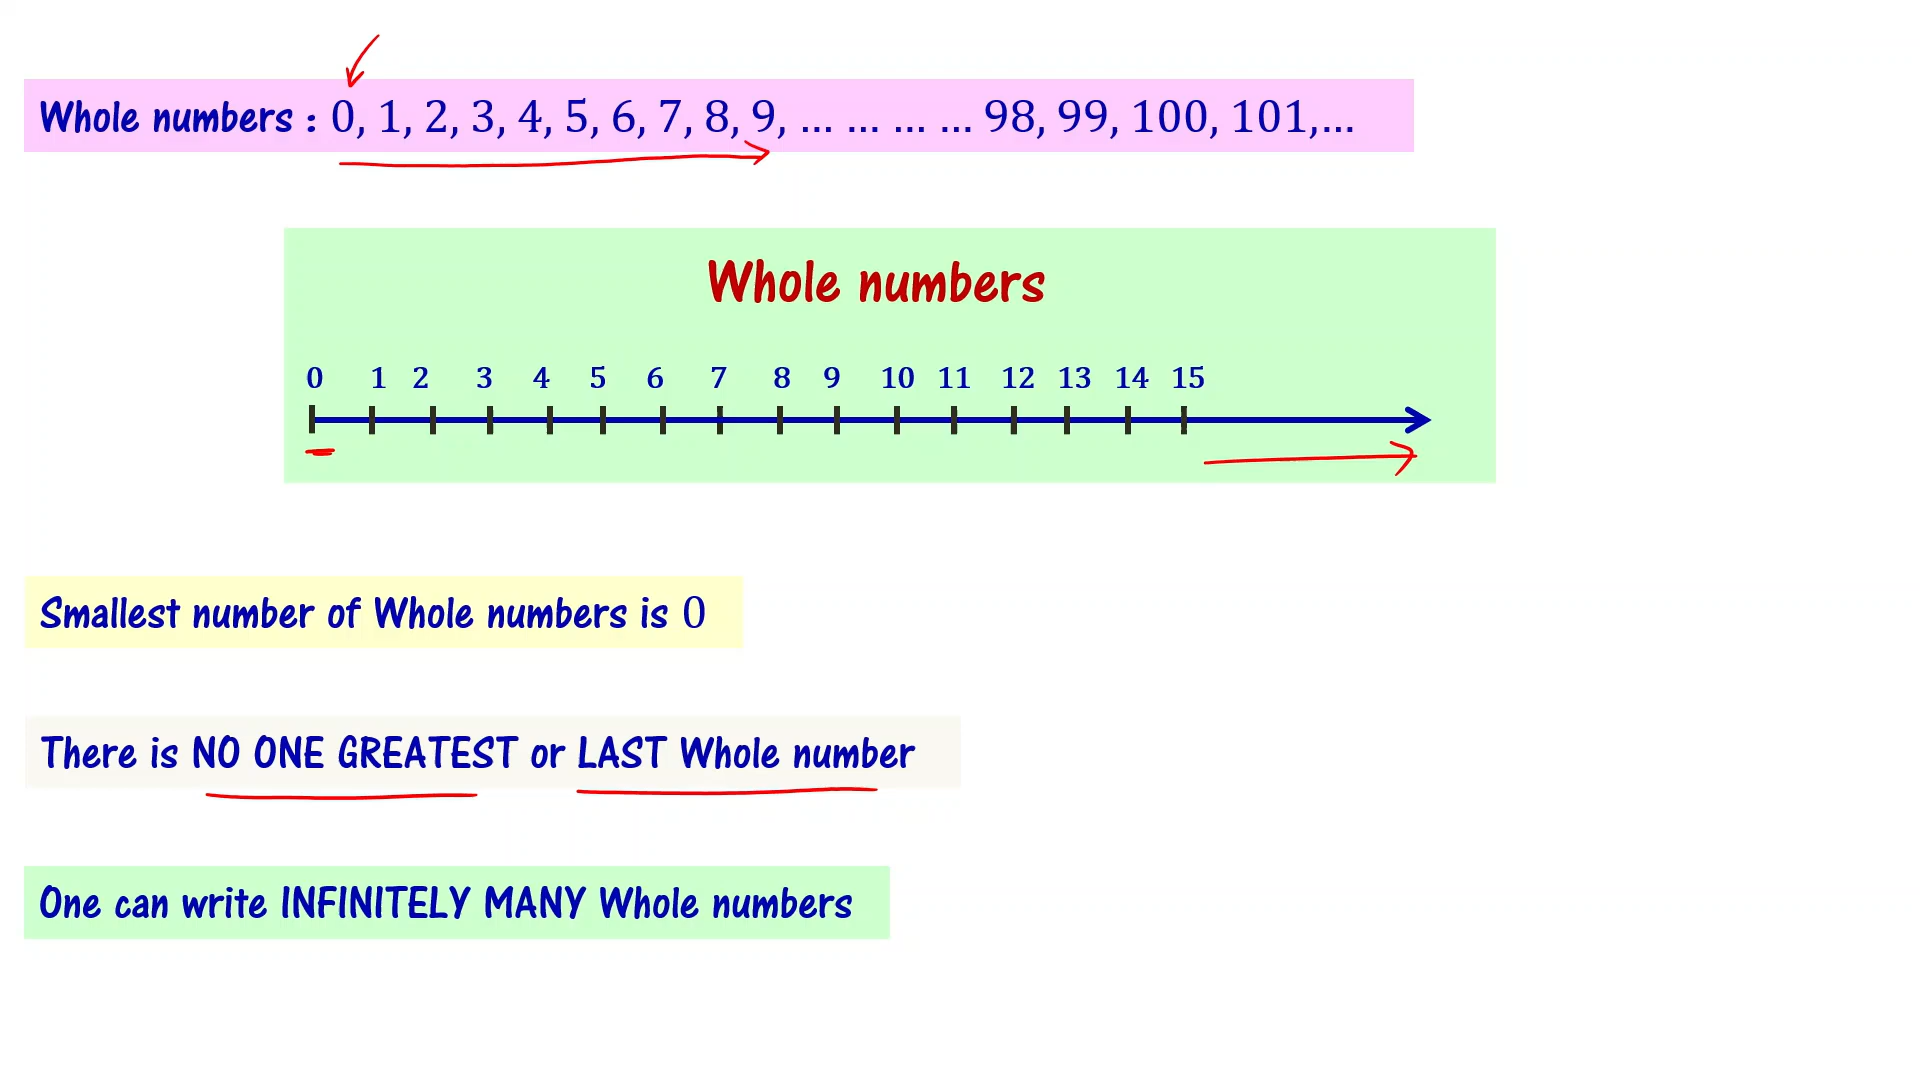 Whole numbers : 0, 1, 2, 3, 4, 5, 6, 7, 8, 9, ... ... ... ... 98, 99, 100, 101,...
Whole numbers
0 1 2 3 4 5 6 7 8 9 10 11 12 13 14 15
Smallest number of Whole numbers is 0
There is NO ONE GREATEST or LAST Whole number
One can write INFINITELY MANY Whole numbers